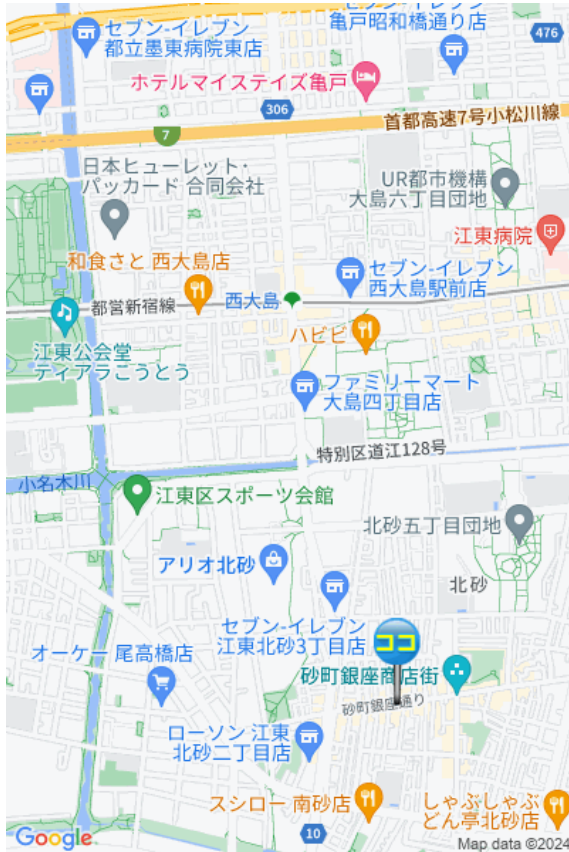 セブン-イレブン
都立墨東病院東店
セブン-イレブン
亀戸昭和橋通り店
476
ホテルマイステイズ亀戸
306
首都高速7号小松川線
7
日本ヒューレット・
パッカード 合同会社
UR都市機構
大島六丁目団地
江東病院
和食さと 西大島店
セブン-イレブン
西大島駅前店
都営新宿線
西大島
ハビビ
江東公会堂
ティアラこうとう
ファミリーマート
大島四丁目店
特別区道江128号
小名木川
江東区スポーツ会館
北砂五丁目団地
アリオ北砂
北砂
セブン-イレブン
江東北砂3丁目店
ココ
オーケー 尾高橋店
砂町銀座商店街
砂町銀座通り
ローソン 江東
北砂二丁目店
スシロー 南砂店
しゃぶしゃぶ
どん亭北砂店
10
Google
Map data ©2024